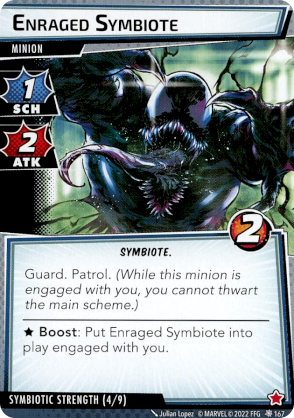 ENRAGED SYMBIOTE
MINION
1
SCH
2
ATK
2
SYMBIOTE.
Guard. Patrol. (While this minion is
engaged with you, you cannot thwart
the main scheme.)
★ Boost: Put Enraged Symbiote into
play engaged with you.
SYMBIOTIC STRENGTH (4/9)
Julian Lopez © MARVEL © 2022 FFG 167